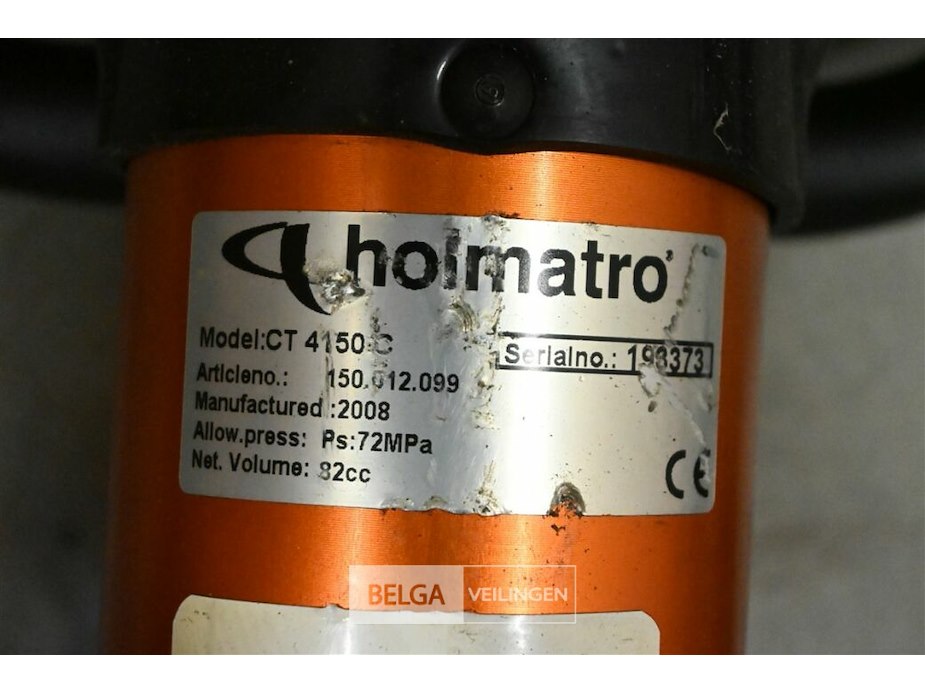 holmatro
Model:CT 4150 C
Serialno.: 193373
Articleno.: 150.012.099
Manufactured :2008
Allow.press: Ps:72MPa
Net. Volume: 82cc
CE
BELGA VEILINGEN